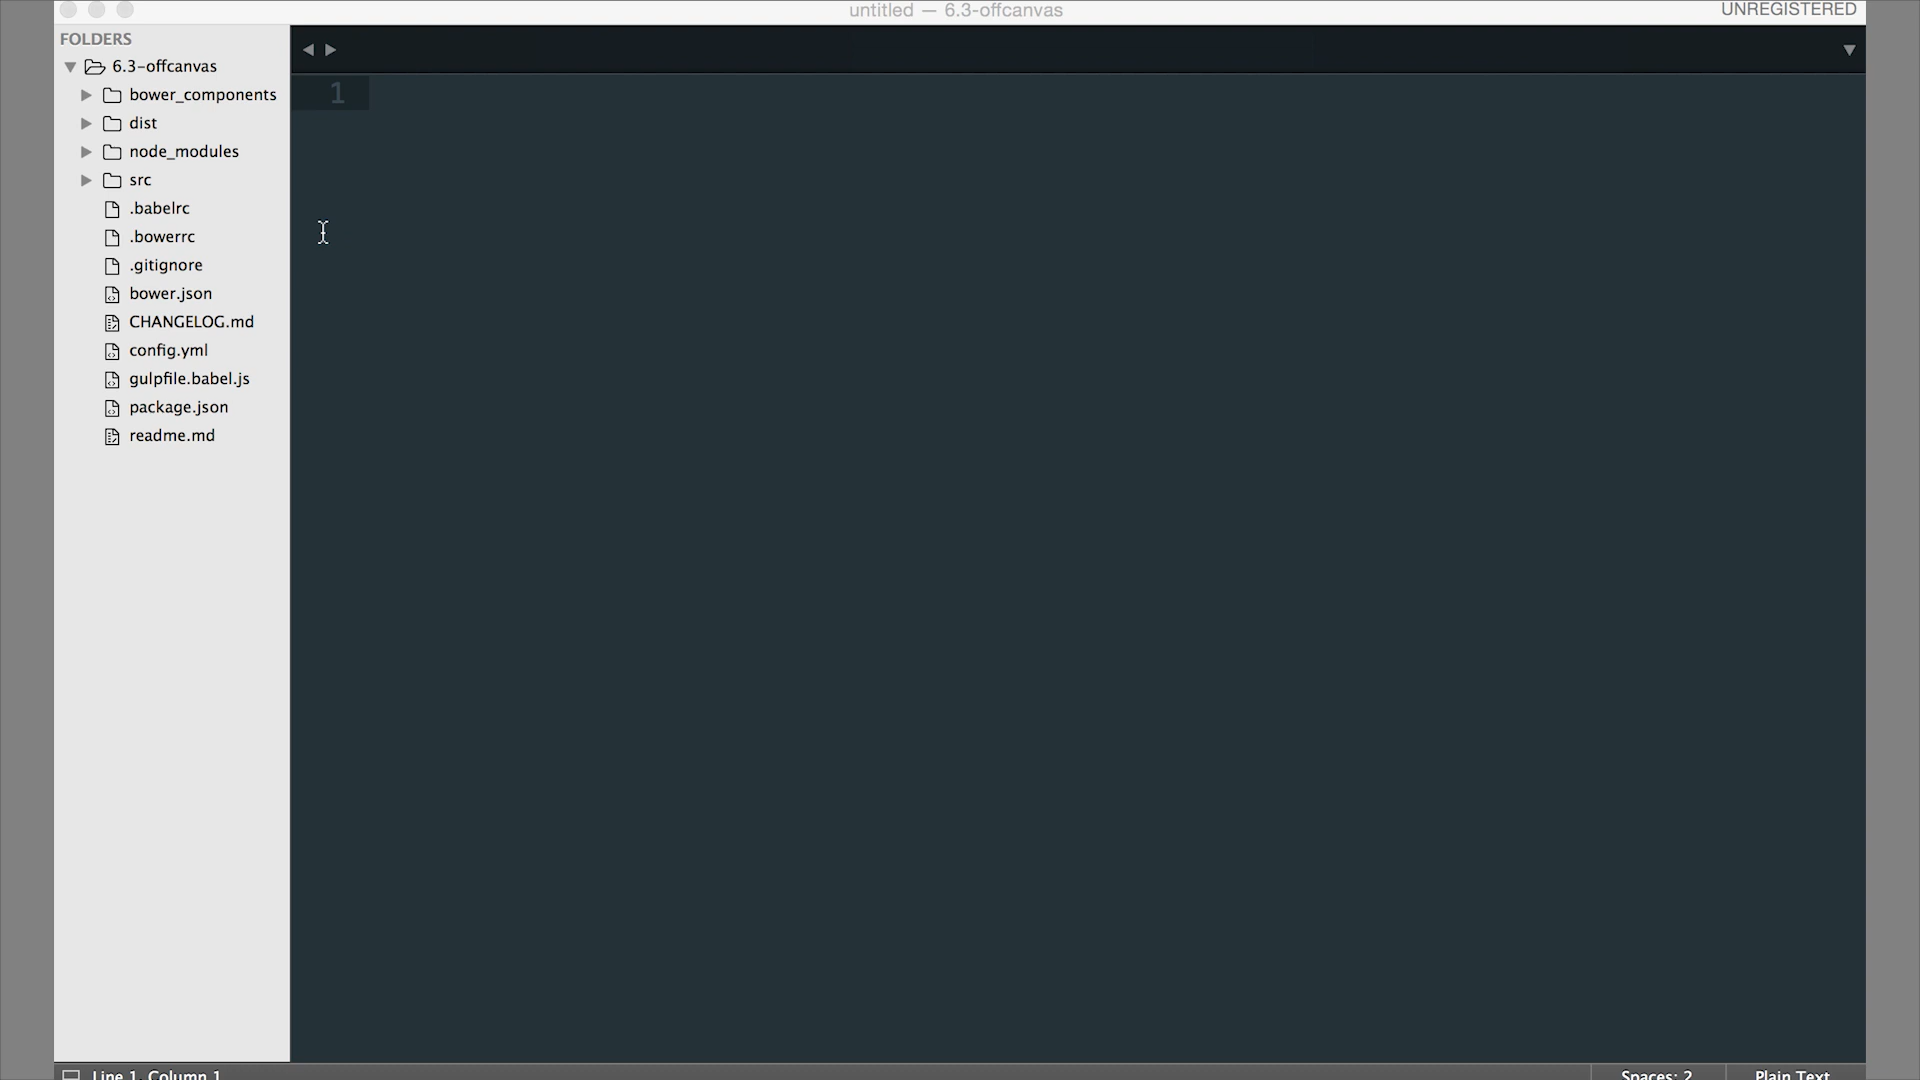 untitled — 6.3-offcanvas
UNREGISTERED
FOLDERS
6.3-offcanvas
bower_components
dist
node_modules
src
.babelrc
.bowerrc
.gitignore
bower.json
CHANGELOG.md
config.yml
gulpfile.babel.js
package.json
readme.md
1
Line 1, Column 1
Spaces: 2
Plain Text